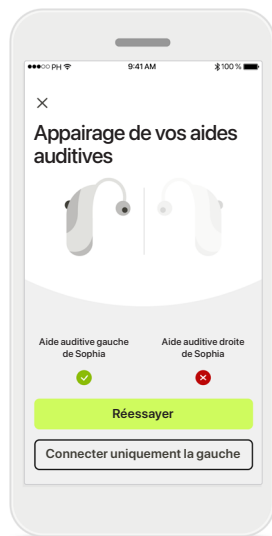 PH 9:41 AM 100 %
Appairage de vos aides
auditives
Aide auditive gauche
de Sophia
Aide auditive droite
de Sophia
Réessayer
Connecter uniquement la gauche